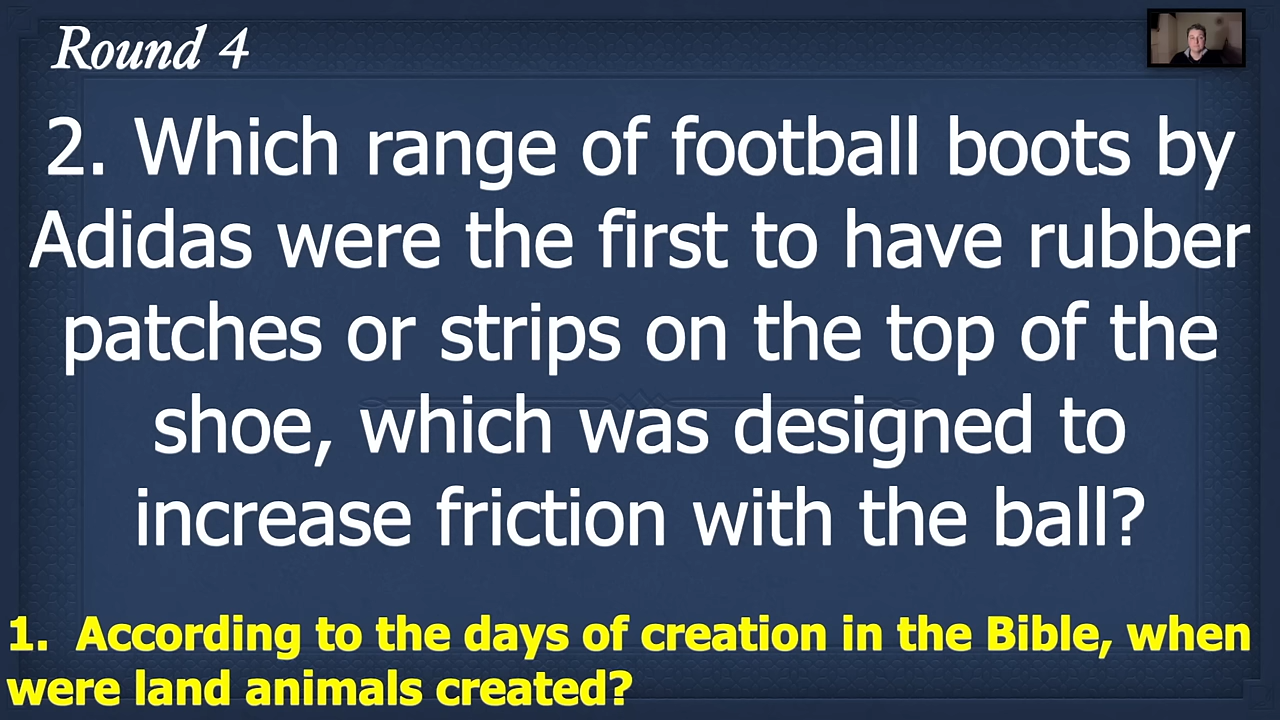 Round 4
2. Which range of football boots by
Adidas were the first to have rubber
patches or strips on the top of the
shoe, which was designed to
increase friction with the ball?
1. According to the days of creation in the Bible, when
were land animals created?